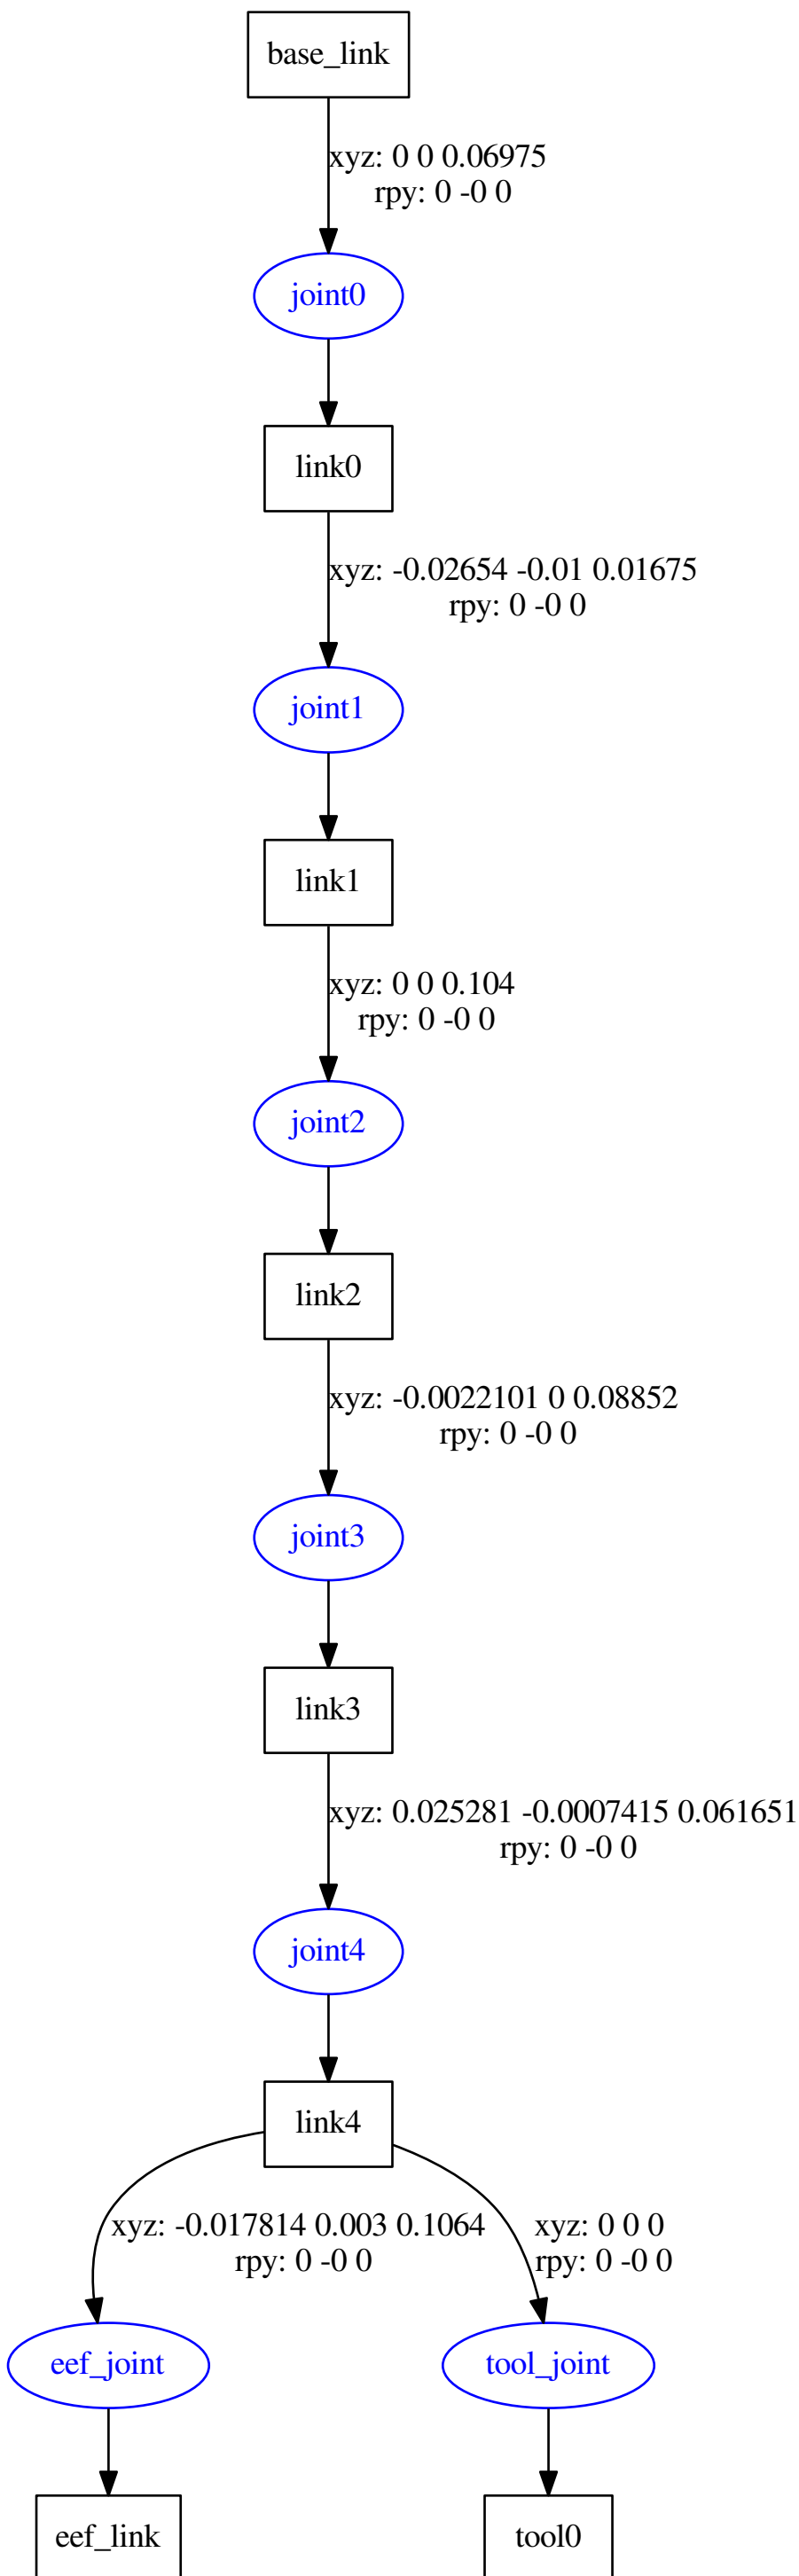 base_link
xyz: 0 0 0.06975
rpy: 0 -0 0
joint0
link0
xyz: -0.02654 -0.01 0.01675
rpy: 0 -0 0
joint1
link1
xyz: 0 0 0.104
rpy: 0 -0 0
joint2
link2
xyz: -0.0022101 0 0.08852
rpy: 0 -0 0
joint3
link3
xyz: 0.025281 -0.0007415 0.061651
rpy: 0 -0 0
joint4
link4
xyz: -0.017814 0.003 0.1064
rpy: 0 -0 0
xyz: 0 0 0
rpy: 0 -0 0
eef_joint
tool_joint
eef_link
tool0